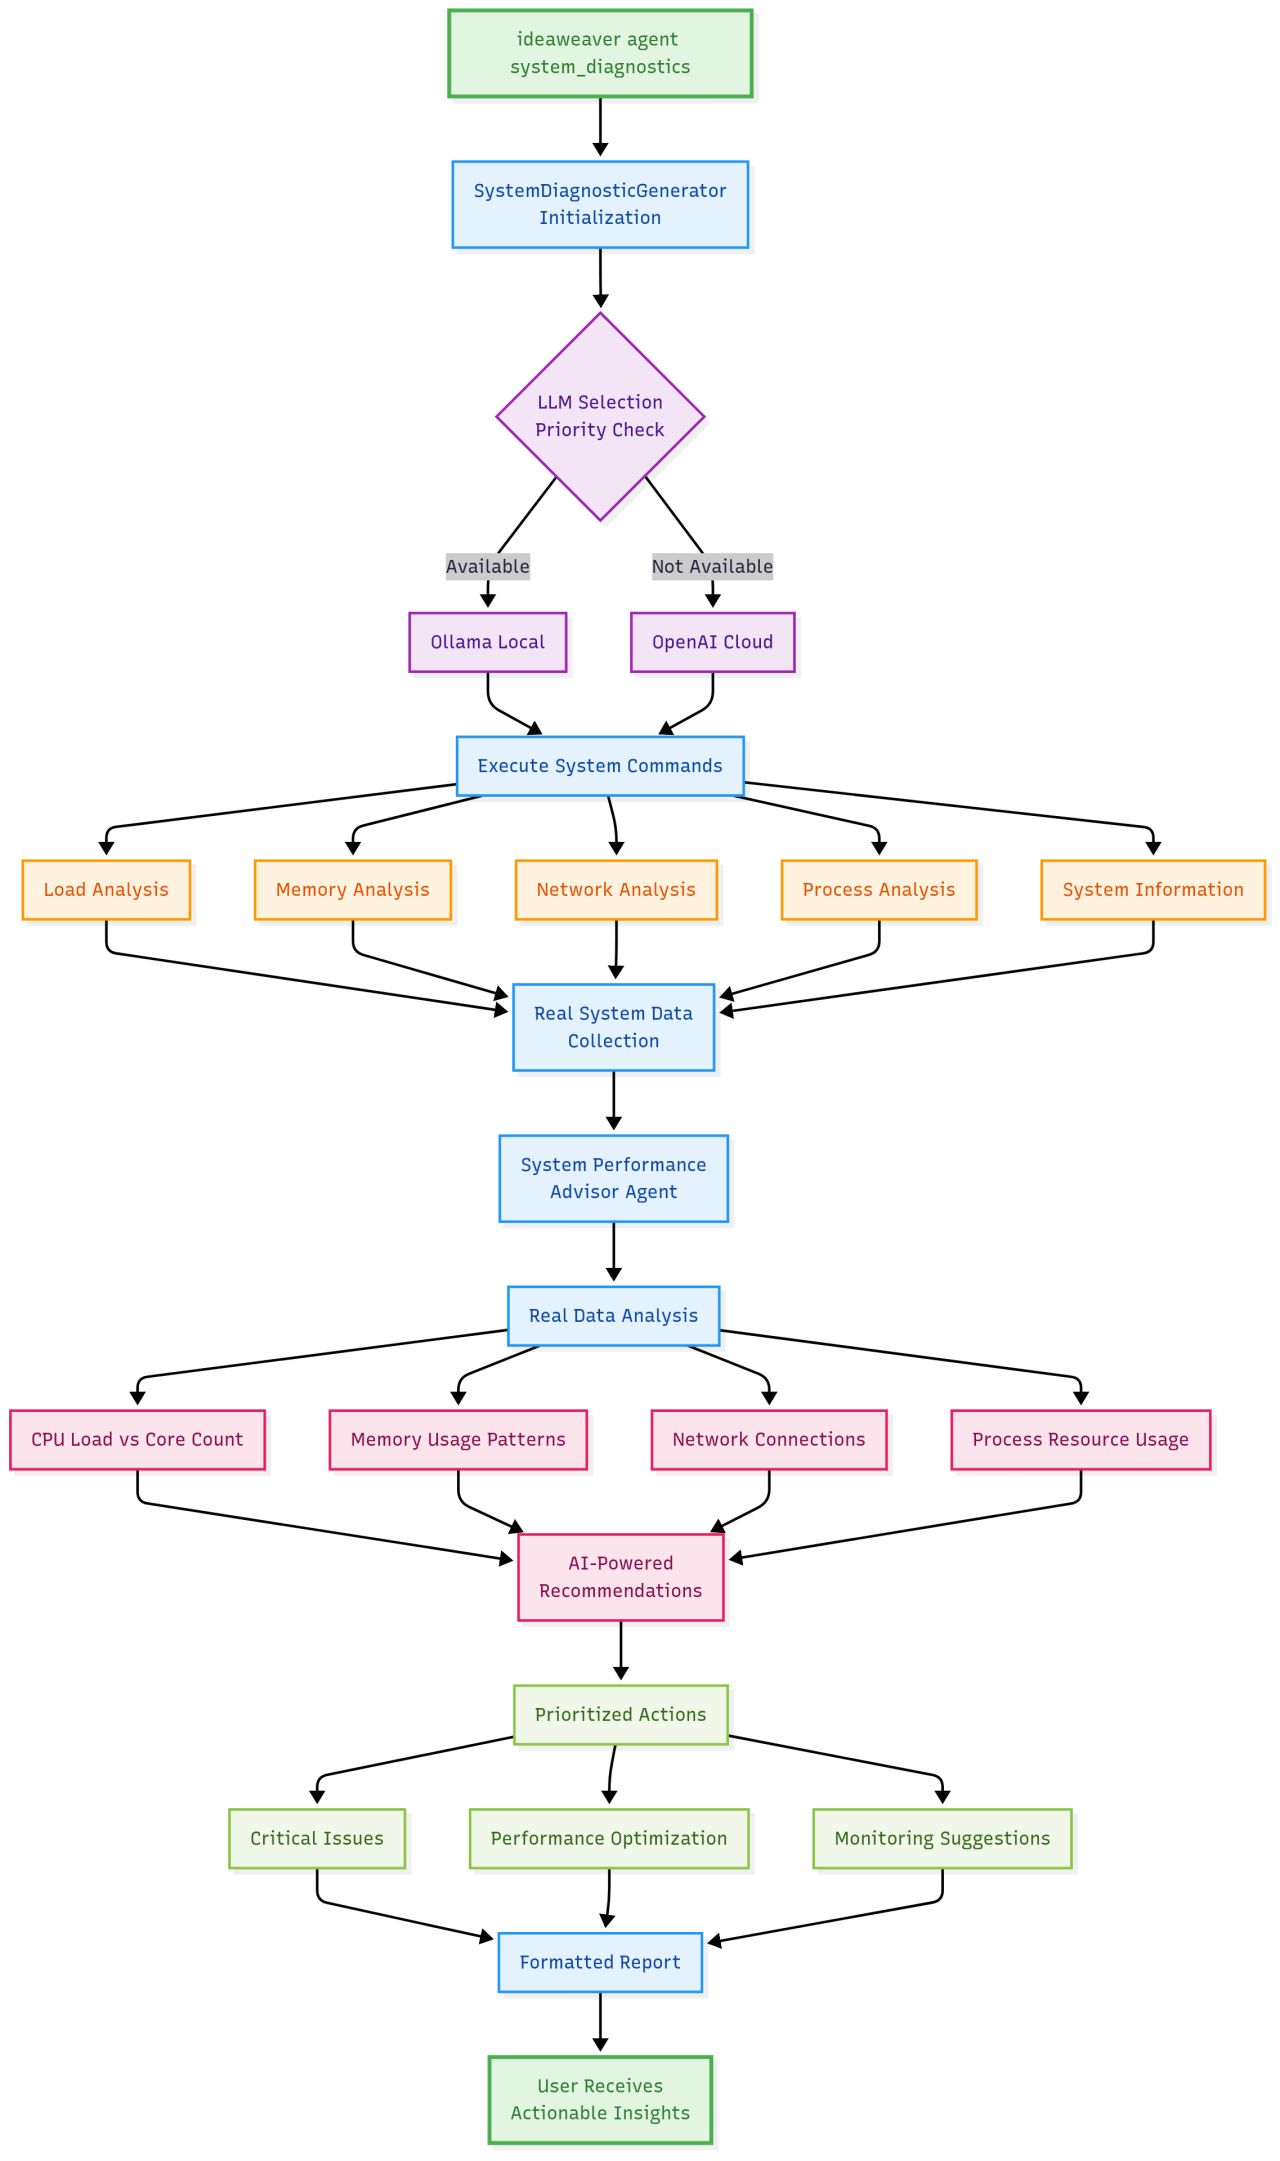 ideaweaver agent
system_diagnostics
SystemDiagnosticGenerator
Initialization
LLM Selection
Priority Check
Available
Not Available
Ollama Local
OpenAI Cloud
Execute System Commands
Load Analysis
Memory Analysis
Network Analysis
Process Analysis
System Information
Real System Data
Collection
System Performance
Advisor Agent
Real Data Analysis
CPU Load vs Core Count
Memory Usage Patterns
Network Connections
Process Resource Usage
AI-Powered
Recommendations
Prioritized Actions
Critical Issues
Performance Optimization
Monitoring Suggestions
Formatted Report
User Receives
Actionable Insights